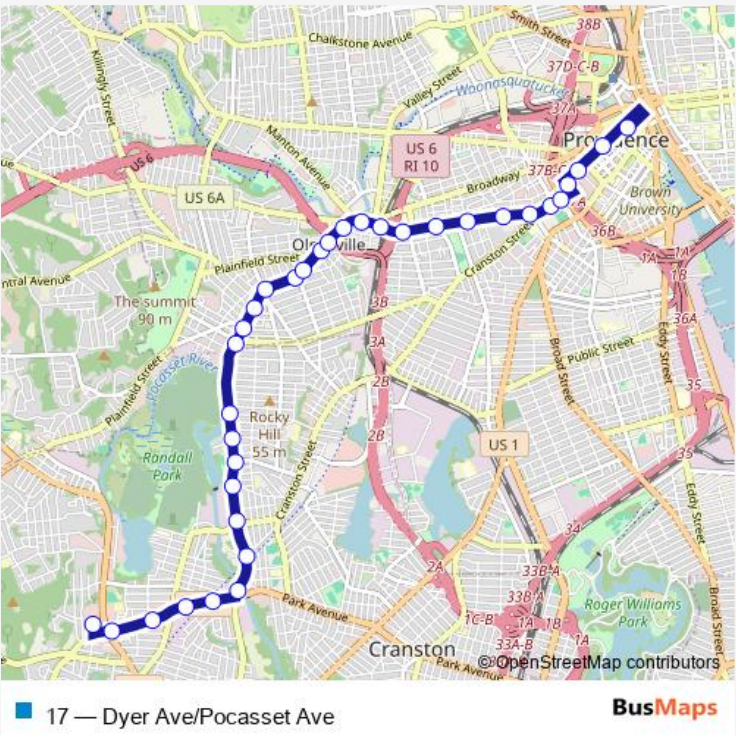 Smith Street
38B
Chalkstone Avenue
37D-C-B
Killingly Street
Valley Street
Woonasquatucket
37A
Manton Avenue
US 6
RI 10
Providence
US 6
37B-C
Broadway
US 6A
Brown
University
A
36B
Cranston Street
Olneyville
1A
1A
1B
Plainfield Street
ntral Avenue
The summit
90 m
3B
36A
Eddy Street
3A
Public Street
Broad Street
Pocasset River
Plainfield Street
2B
35
Rocky
Hill
55 m
2B
US 1
Cranston Street
Randall
Park
35
Eddy Street
34
2A
33B-A
33B-A
Park Avenue
Roger Williams
Park
Broad Street
1C-B
1A
1B
33A-B
1A
Cranston
Park Avenue
© OpenStreetMap contributors
17 — Dyer Ave/Pocasset Ave
BusMaps